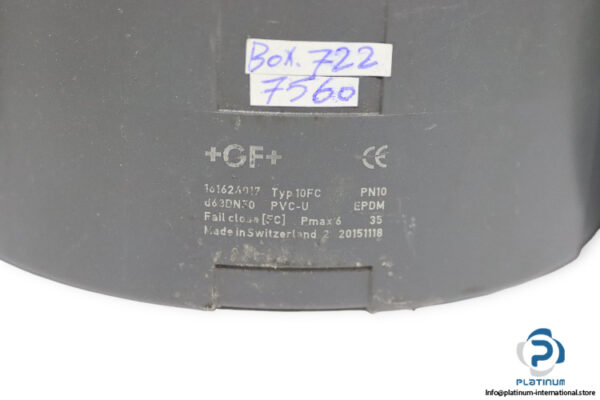 Box.722
7560
+GF+ CE
Typ.10FC PN10
d63DN50 PVC-U EPDM
Fail close [FC] Pmax 6 35
Made in Switzerland 2 20151118
PLATINUM
Info@platinum-international.store